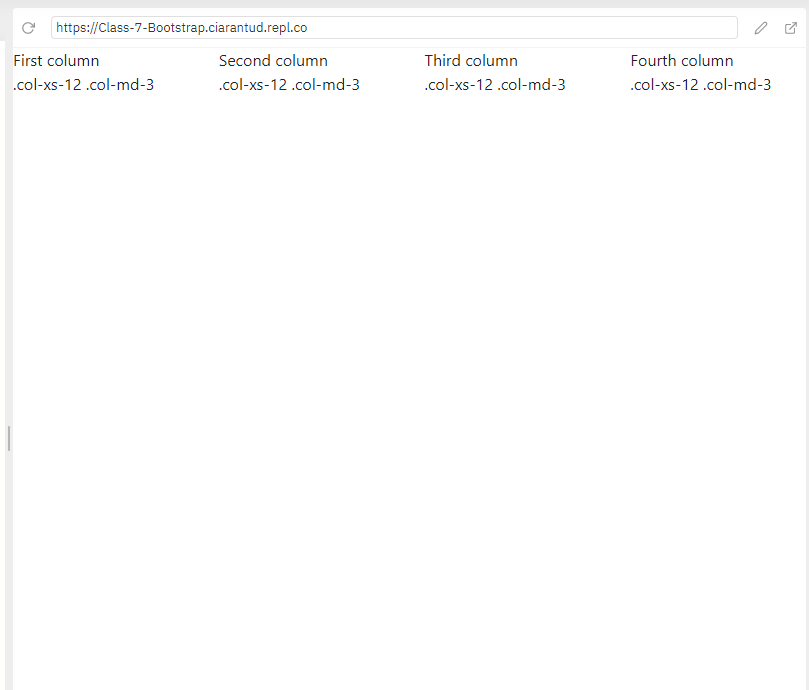 https://Class-7-Bootstrap.ciarantud.repl.co
First column Second column Third column Fourth column
.col-xs-12 .col-md-3 .col-xs-12 .col-md-3 .col-xs-12 .col-md-3 .col-xs-12 .col-md-3